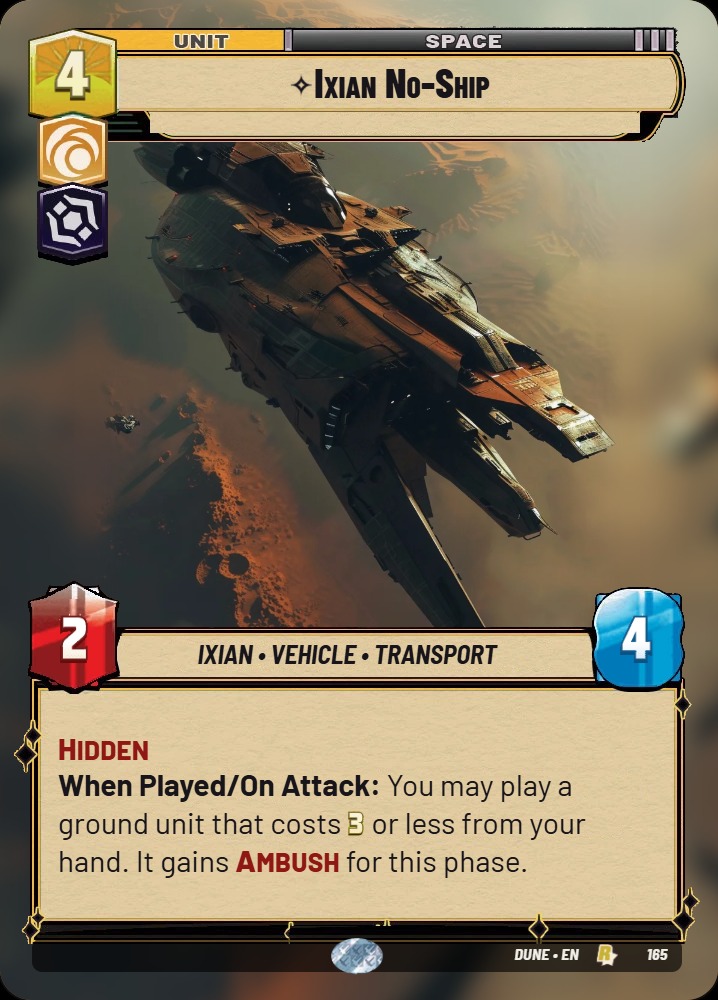 UNIT
SPACE
4
✧IXIAN NO-SHIP
2
IXIAN • VEHICLE • TRANSPORT
4
HIDDEN
When Played/On Attack: You may play a
ground unit that costs 3 or less from your
hand. It gains AMBUSH for this phase.
DUNE • EN R 165